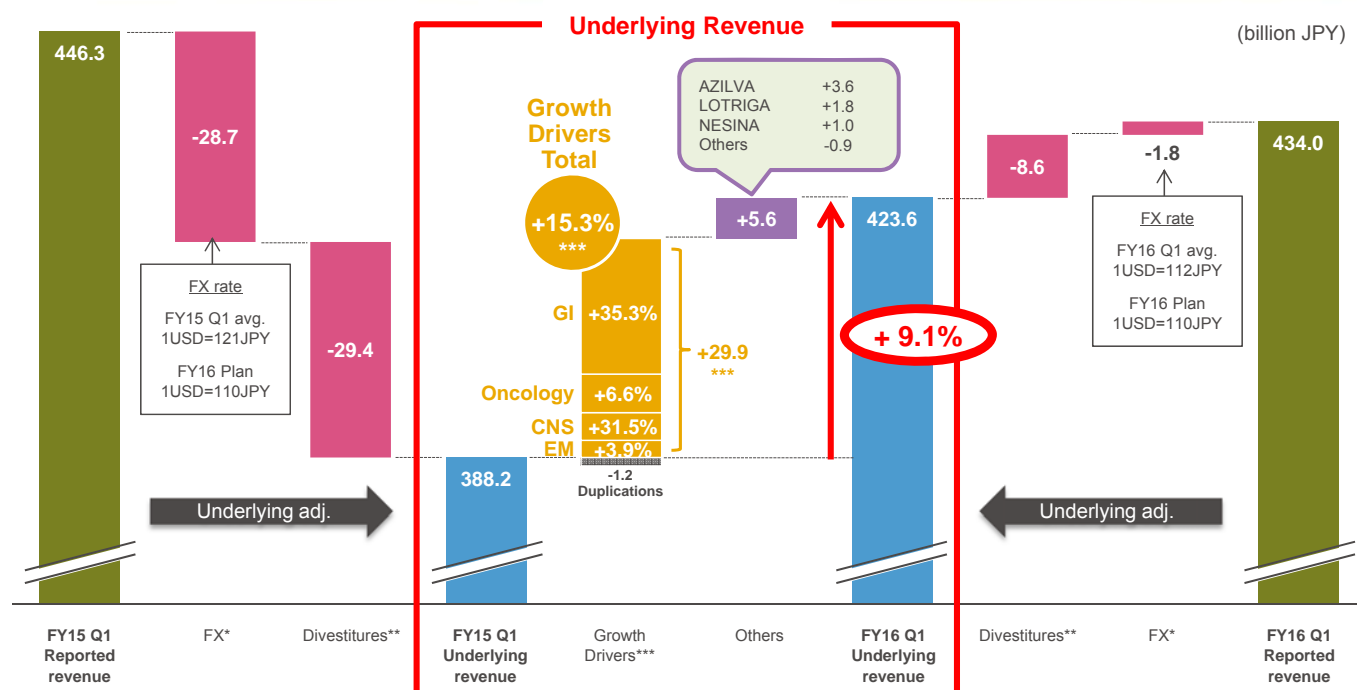 Underlying Revenue
(billion JPY)
446.3
-28.7
FX rate
FY15 Q1 avg.
1USD=121JPY
FY16 Plan
1USD=110JPY
-29.4
Underlying adj.
388.2
Growth
Drivers
Total
+15.3%
***
GI
+35.3%
Oncology
+6.6%
CNS
+31.5%
EM
+3.9%
-1.2
Duplications
+29.9
***
AZILVA +3.6
LOTRIGA +1.8
NESINA +1.0
Others -0.9
+5.6
423.6
+ 9.1%
-8.6
-1.8
FX rate
FY16 Q1 avg.
1USD=112JPY
FY16 Plan
1USD=110JPY
Underlying adj.
434.0
FY15 Q1
Reported
revenue
FX*
Divestitures**
FY15 Q1
Underlying
revenue
Growth
Drivers***
Others
FY16 Q1
Underlying
revenue
Divestitures**
FX*
FY16 Q1
Reported
revenue